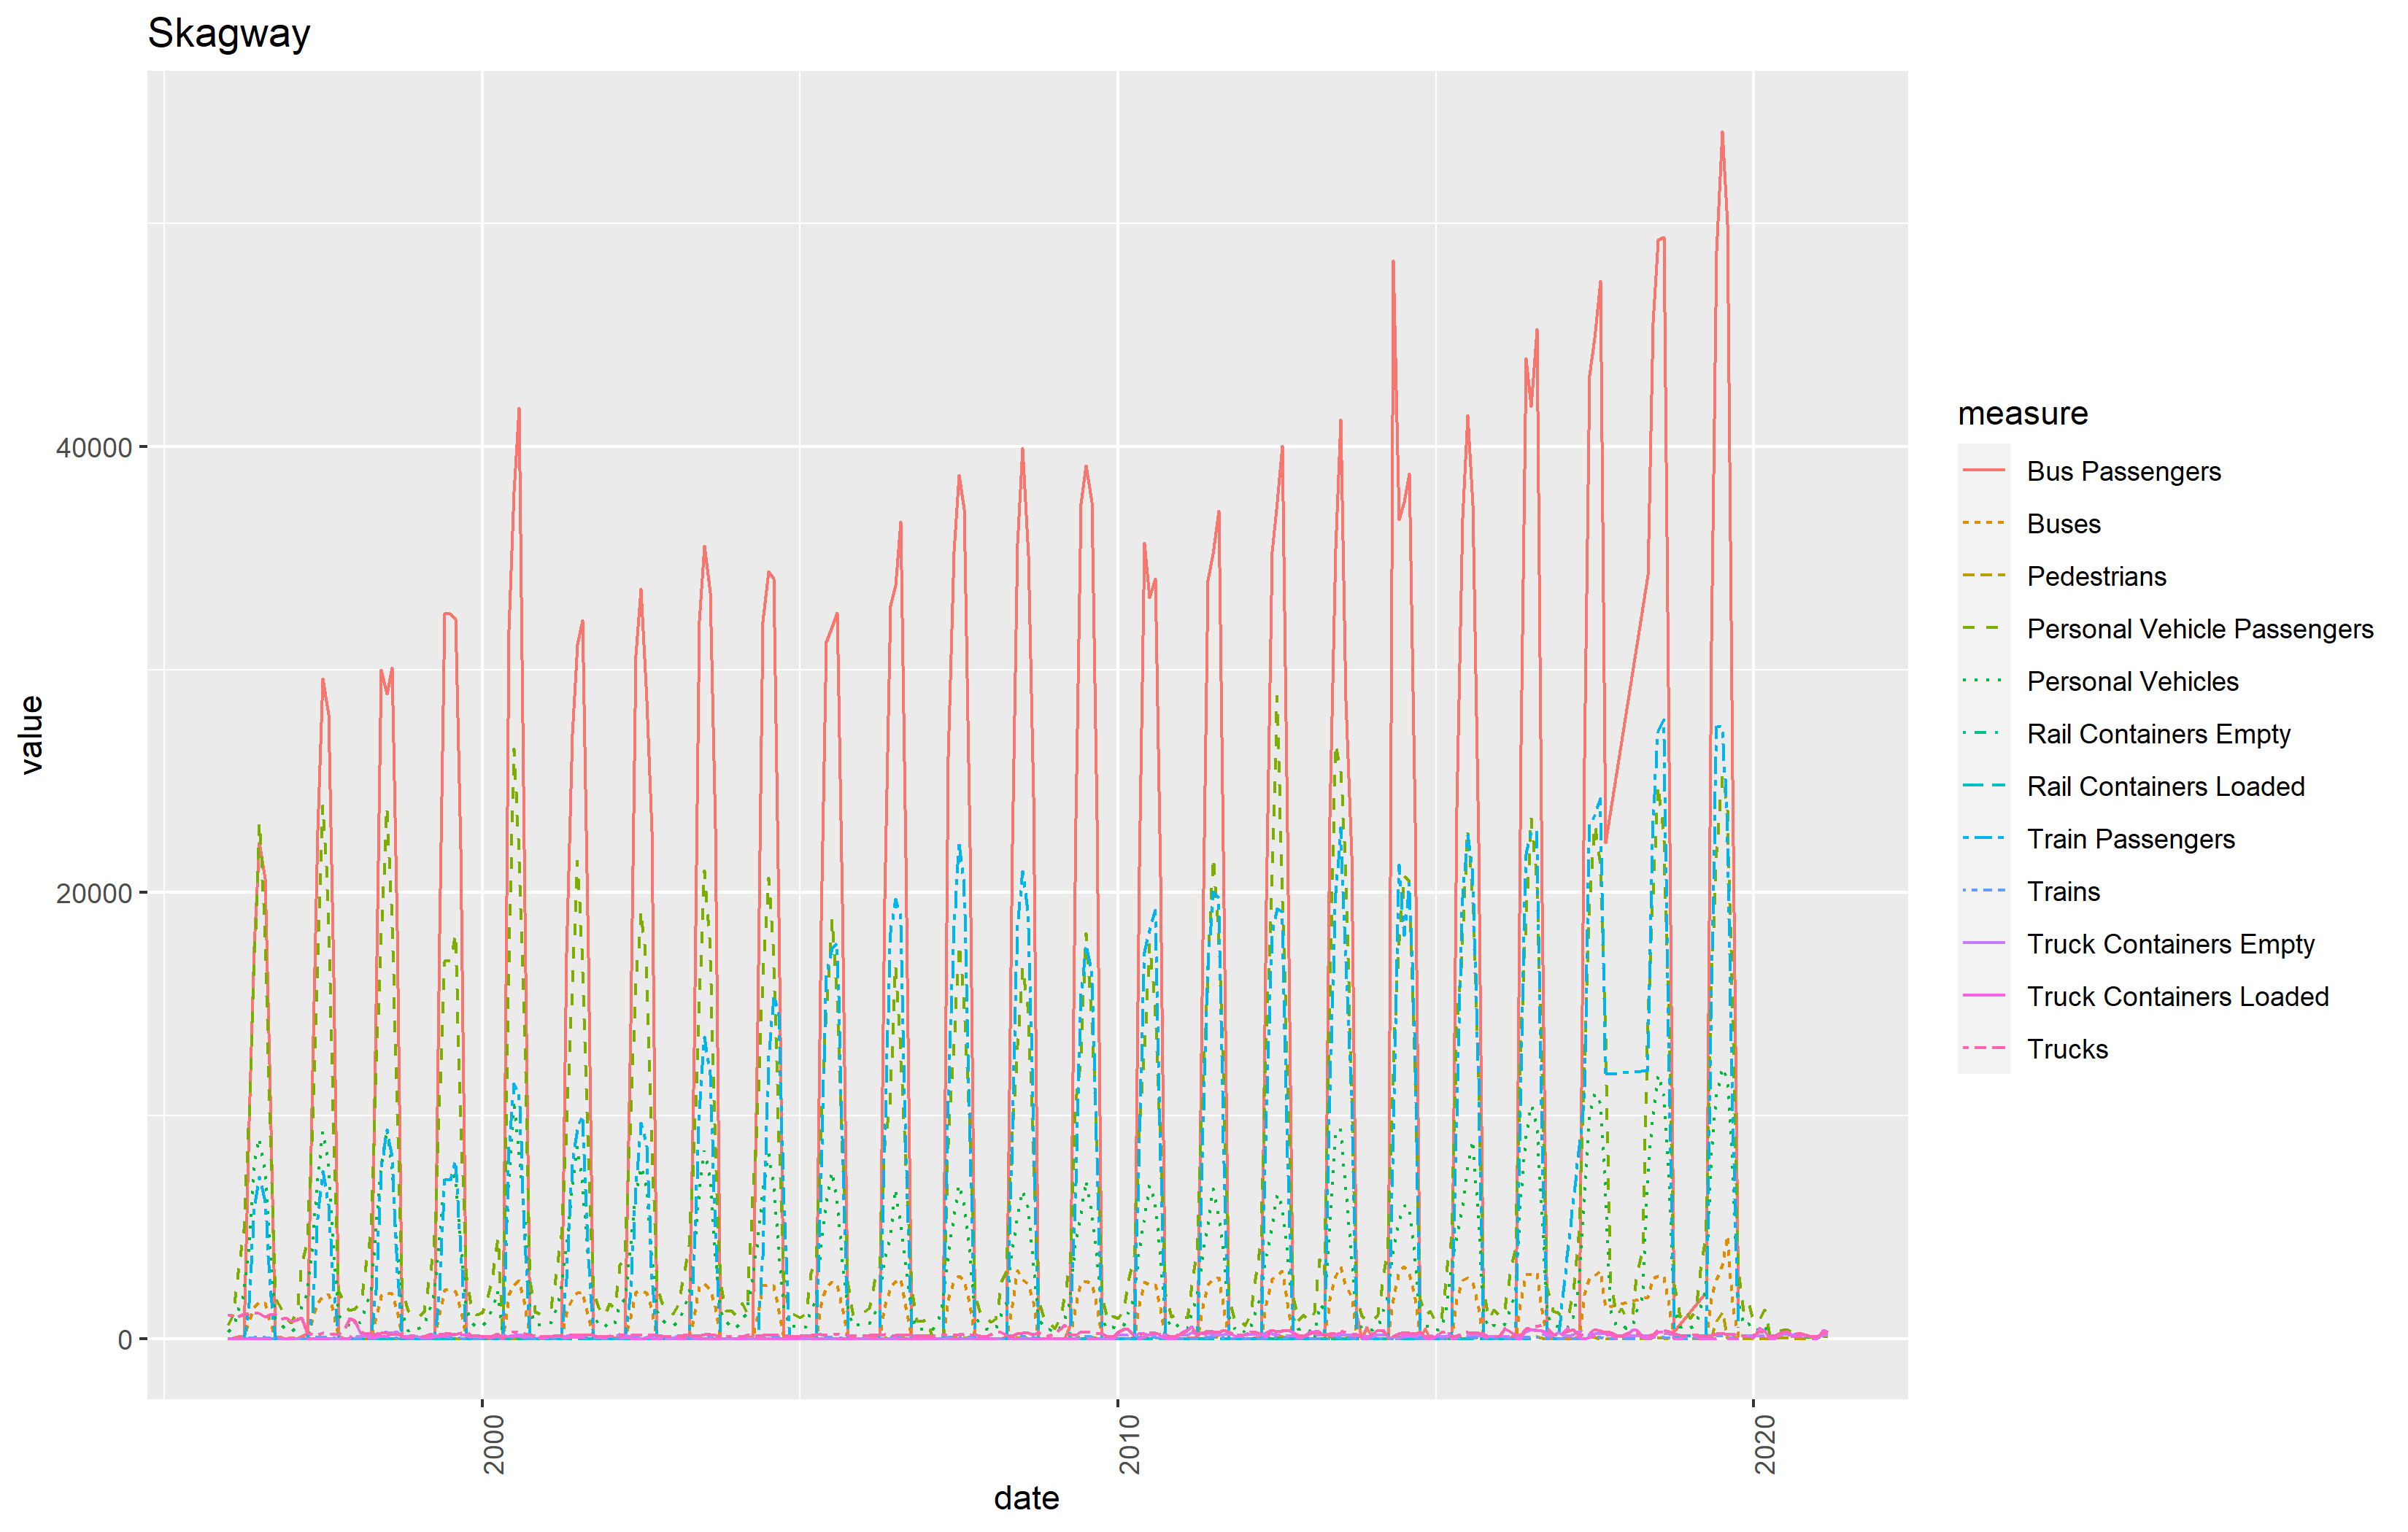 Skagway
value
40000
20000
0
2000
2010
2020
date
measure
Bus Passengers
Buses
Pedestrians
Personal Vehicle Passengers
Personal Vehicles
Rail Containers Empty
Rail Containers Loaded
Train Passengers
Trains
Truck Containers Empty
Truck Containers Loaded
Trucks